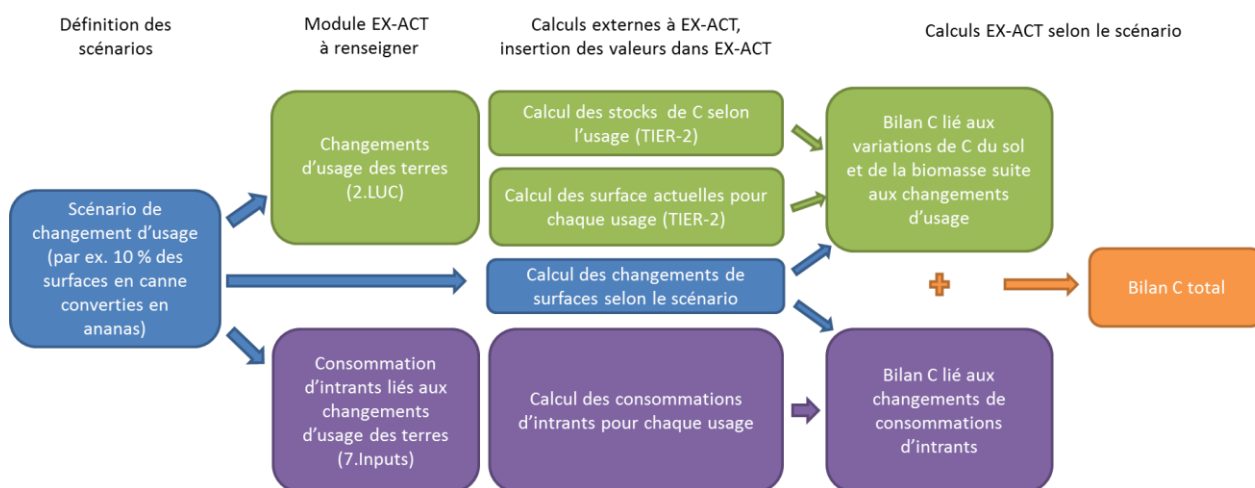 Définition des
scénarios
Module EX-ACT
à renseigner
Calculs externes à EX-ACT,
insertion des valeurs dans EX-ACT
Calculs EX-ACT selon le scénario
Scénario de
changement d'usage
(par ex. 10 % des
surfaces en canne
converties en
ananas)
Changements
d'usage des terres
(2.LUC)
Consommation
d'intrants liés aux
changements
d'usage des terres
(7.Inputs)
Calcul des stocks  de C selon
l'usage (TIER-2)
Calcul des surface actuelles pour
chaque usage (TIER-2)
Calcul des changements de
surfaces selon le scénario
Calcul des consommations
d'intrants pour chaque usage
Bilan C lié aux
variations de C du sol
et de la biomasse suite
aux changements
d'usage
Bilan C lié aux
changements de
consommations
d'intrants
Bilan C total